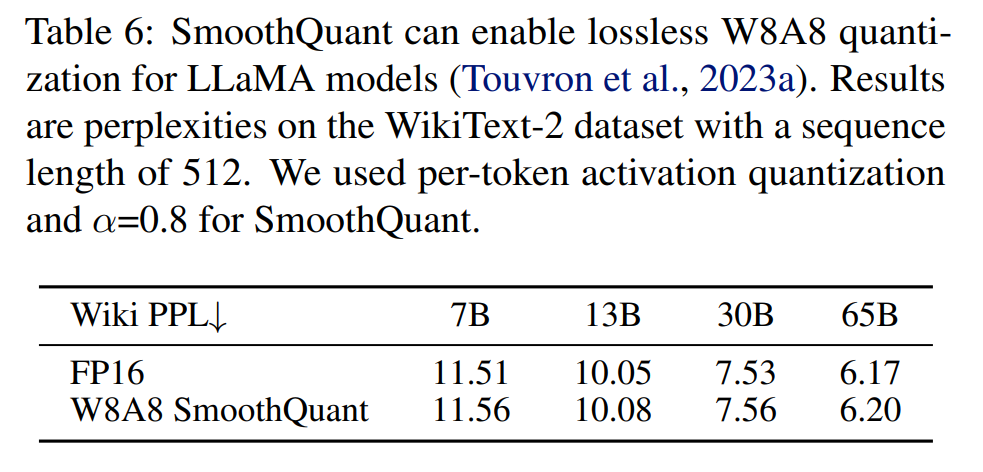 Table 6: SmoothQuant can enable lossless W8A8 quanti-
zation for LLaMA models (Touvron et al., 2023a). Results
are perplexities on the WikiText-2 dataset with a sequence
length of 512. We used per-token activation quantization
and α=0.8 for SmoothQuant.
Wiki PPL↓ 7B 13B 30B 65B
FP16 11.51 10.05 7.53 6.17
W8A8 SmoothQuant 11.56 10.08 7.56 6.20